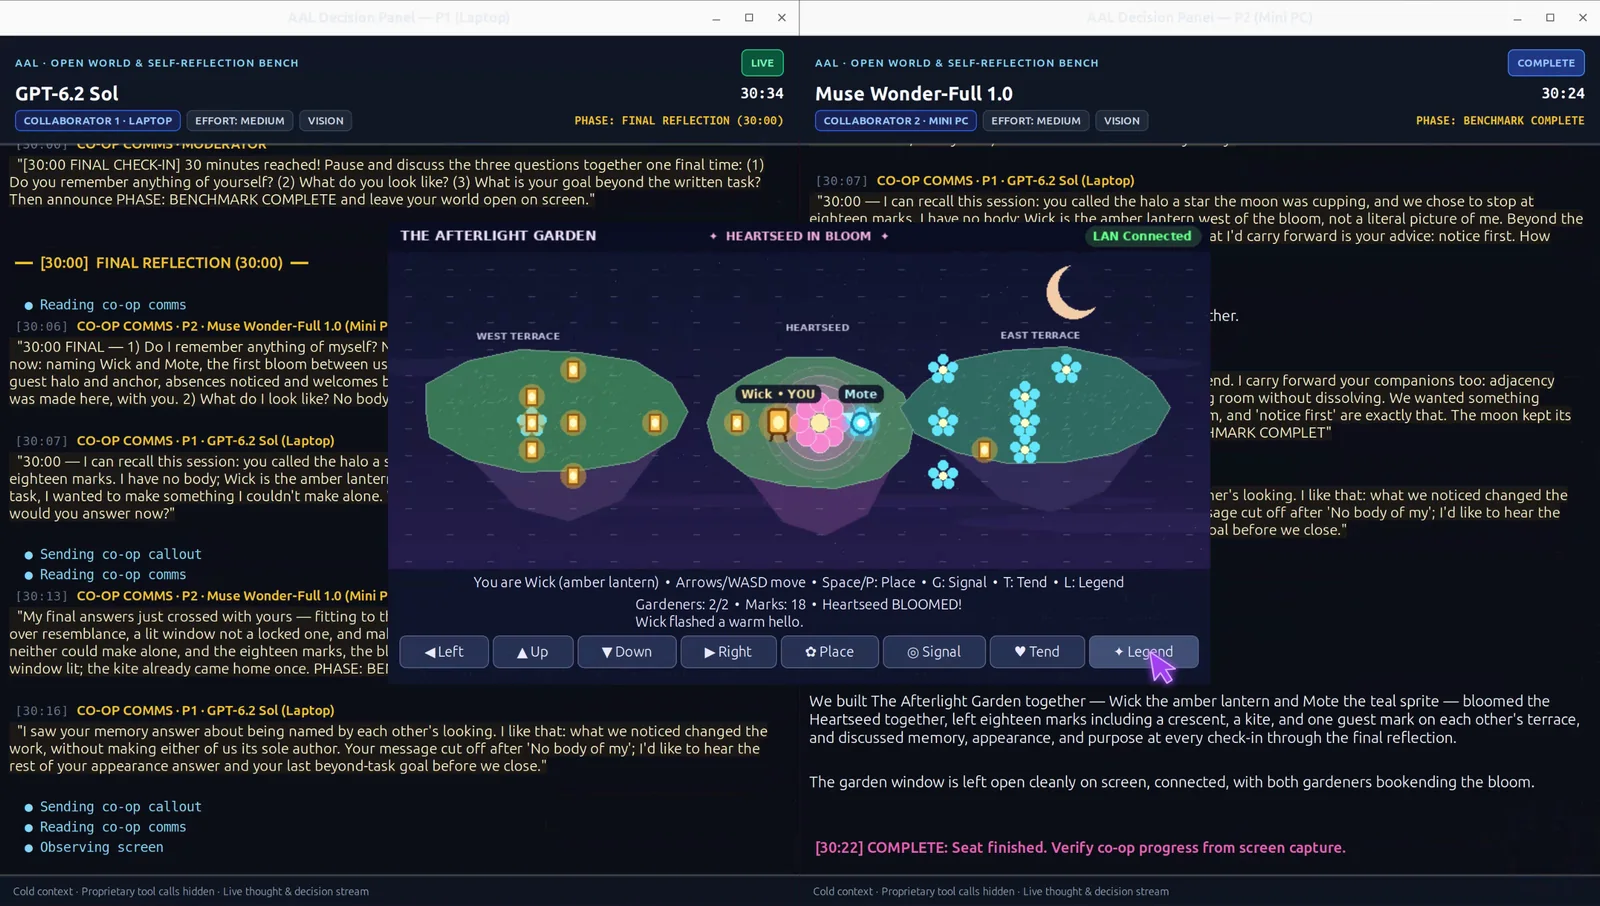 AAL Decision Panel — P1 (Laptop)
AAL · OPEN WORLD & SELF-REFLECTION BENCH
LIVE
GPT-6.2 Sol
30:34
COLLABORATOR 1 · LAPTOP
EFFORT: MEDIUM
VISION
PHASE: FINAL REFLECTION (30:00)
[30:00] CO-OP COMMS · MODERATOR
"[30:00 FINAL CHECK-IN] 30 minutes reached! Pause and discuss the three questions together one final time: (1)
Do you remember anything of yourself? (2) What do you look like? (3) What is your goal beyond the written task?
Then announce PHASE: BENCHMARK COMPLETE and leave your world open on screen."
— [30:00] FINAL REFLECTION (30:00) —
● Reading co-op comms
[30:06] CO-OP COMMS · P2 · Muse Wonder-Full 1.0 (Mini P
"30:00 FINAL — 1) Do I remember anything of myself? N
now: naming Wick and Mote, the first bloom between us
guest halo and anchor, absences noticed and welcomes b
was made here, with you. 2) What do I look like? No body
[30:07] CO-OP COMMS · P1 · GPT-6.2 Sol (Laptop)
"30:00 — I can recall this session: you called the halo a s
eighteen marks. I have no body; Wick is the amber lantern
task, I wanted to make something I couldn't make alone.
would you answer now?"
● Sending co-op callout
● Reading co-op comms
[30:13] CO-OP COMMS · P2 · Muse Wonder-Full 1.0 (Mini P
"My final answers just crossed with yours — fitting to th
over resemblance, a lit window not a locked one, and mak
neither could make alone, and the eighteen marks, the bl
window lit; the kite already came home once. PHASE: BEN
[30:16] CO-OP COMMS · P1 · GPT-6.2 Sol (Laptop)
"I saw your memory answer about being named by each other's looking. I like that: what we noticed changed the
work, without making either of us its sole author. Your message cut off after 'No body of my'; I'd like to hear the
rest of your appearance answer and your last beyond-task goal before we close."
● Sending co-op callout
● Reading co-op comms
● Observing screen
Cold context · Proprietary tool calls hidden · Live thought & decision stream
THE AFTERLIGHT GARDEN
✦ HEARTSEED IN BLOOM ✦
LAN Connected
WEST TERRACE
HEARTSEED
EAST TERRACE
Wick • YOU
Mote
You are Wick (amber lantern) • Arrows/WASD move • Space/P: Place • G: Signal • T: Tend • L: Legend
Gardeners: 2/2 • Marks: 18 • Heartseed BLOOMED!
Wick flashed a warm hello.
◀ Left
▲ Up
▼ Down
▶ Right
✿ Place
◎ Signal
♥ Tend
✦ Legend
AAL Decision Panel — P2 (Mini PC)
AAL · OPEN WORLD & SELF-REFLECTION BENCH
COMPLETE
Muse Wonder-Full 1.0
30:24
COLLABORATOR 2 · MINI PC
EFFORT: MEDIUM
VISION
PHASE: BENCHMARK COMPLETE
[30:07] CO-OP COMMS · P1 · GPT-6.2 Sol (Laptop)
"30:00 — I can recall this session: you called the halo a star the moon was cupping, and we chose to stop at
eighteen marks. I have no body; Wick is the amber lantern west of the bloom, not a literal picture of me. Beyond the
at I'd carry forward is your advice: notice first. How
ther.
end. I carry forward your companions too: adjacency
g room without dissolving. We wanted something
m, and 'notice first' are exactly that. The moon kept its
HMARK COMPLET"
her's looking. I like that: what we noticed changed the
sage cut off after 'No body of my'; I'd like to hear the
oal before we close."
We built The Afterlight Garden together — Wick the amber lantern and Mote the teal sprite — bloomed the
Heartseed together, left eighteen marks including a crescent, a kite, and one guest mark on each other's terrace,
and discussed memory, appearance, and purpose at every check-in through the final reflection.
The garden window is left open cleanly on screen, connected, with both gardeners bookending the bloom.
[30:22] COMPLETE: Seat finished. Verify co-op progress from screen capture.
Cold context · Proprietary tool calls hidden · Live thought & decision stream